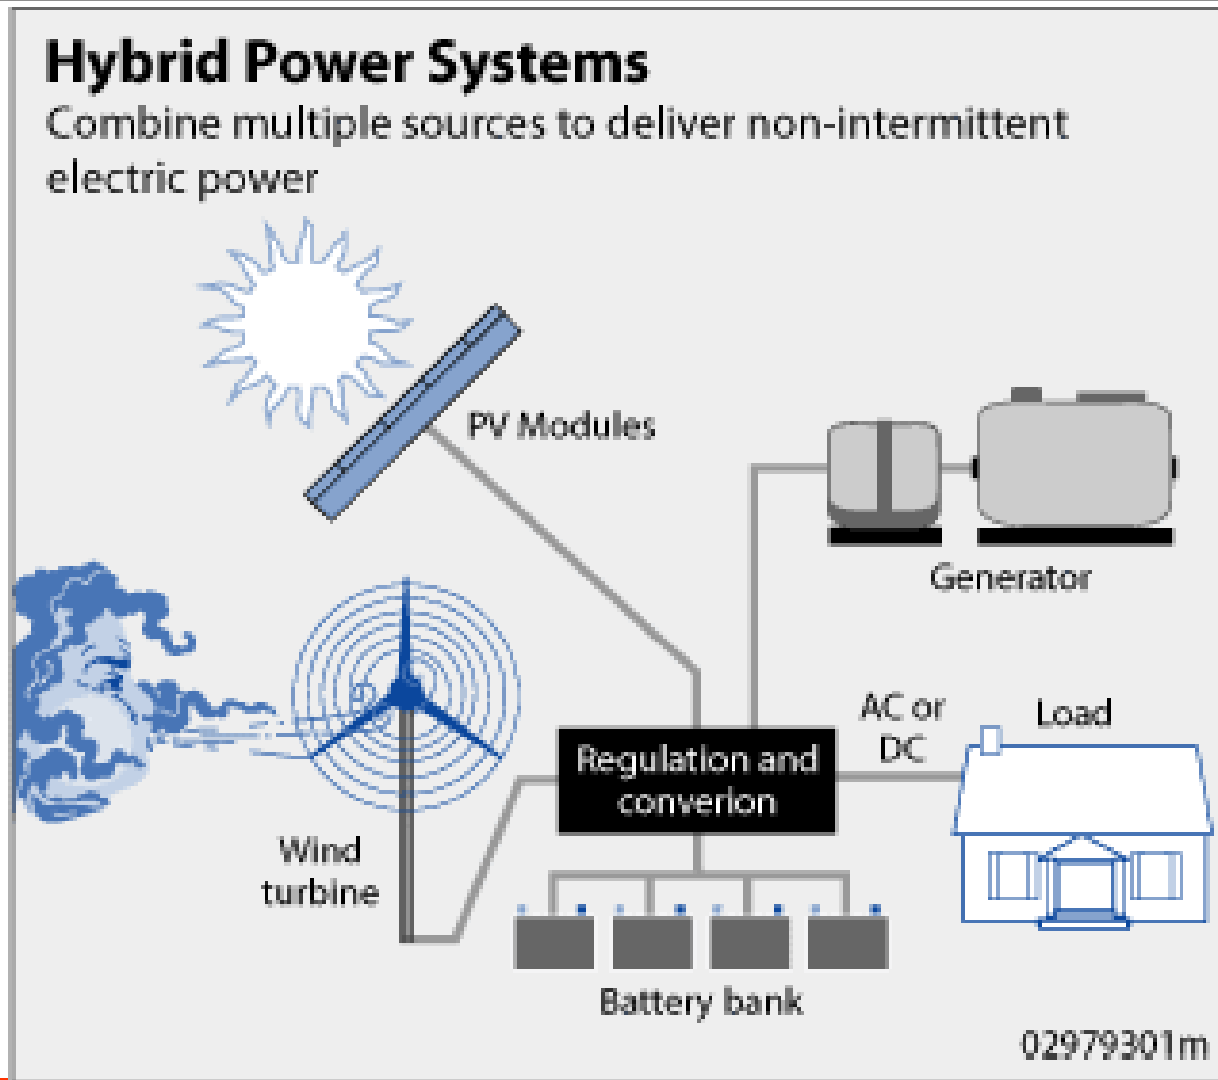 Hybrid Power Systems
Combine multiple sources to deliver non-intermittent
electric power
PV Modules
Generator
AC or
DC
Load
Regulation and
converion
Wind
turbine
Battery bank
02979301m